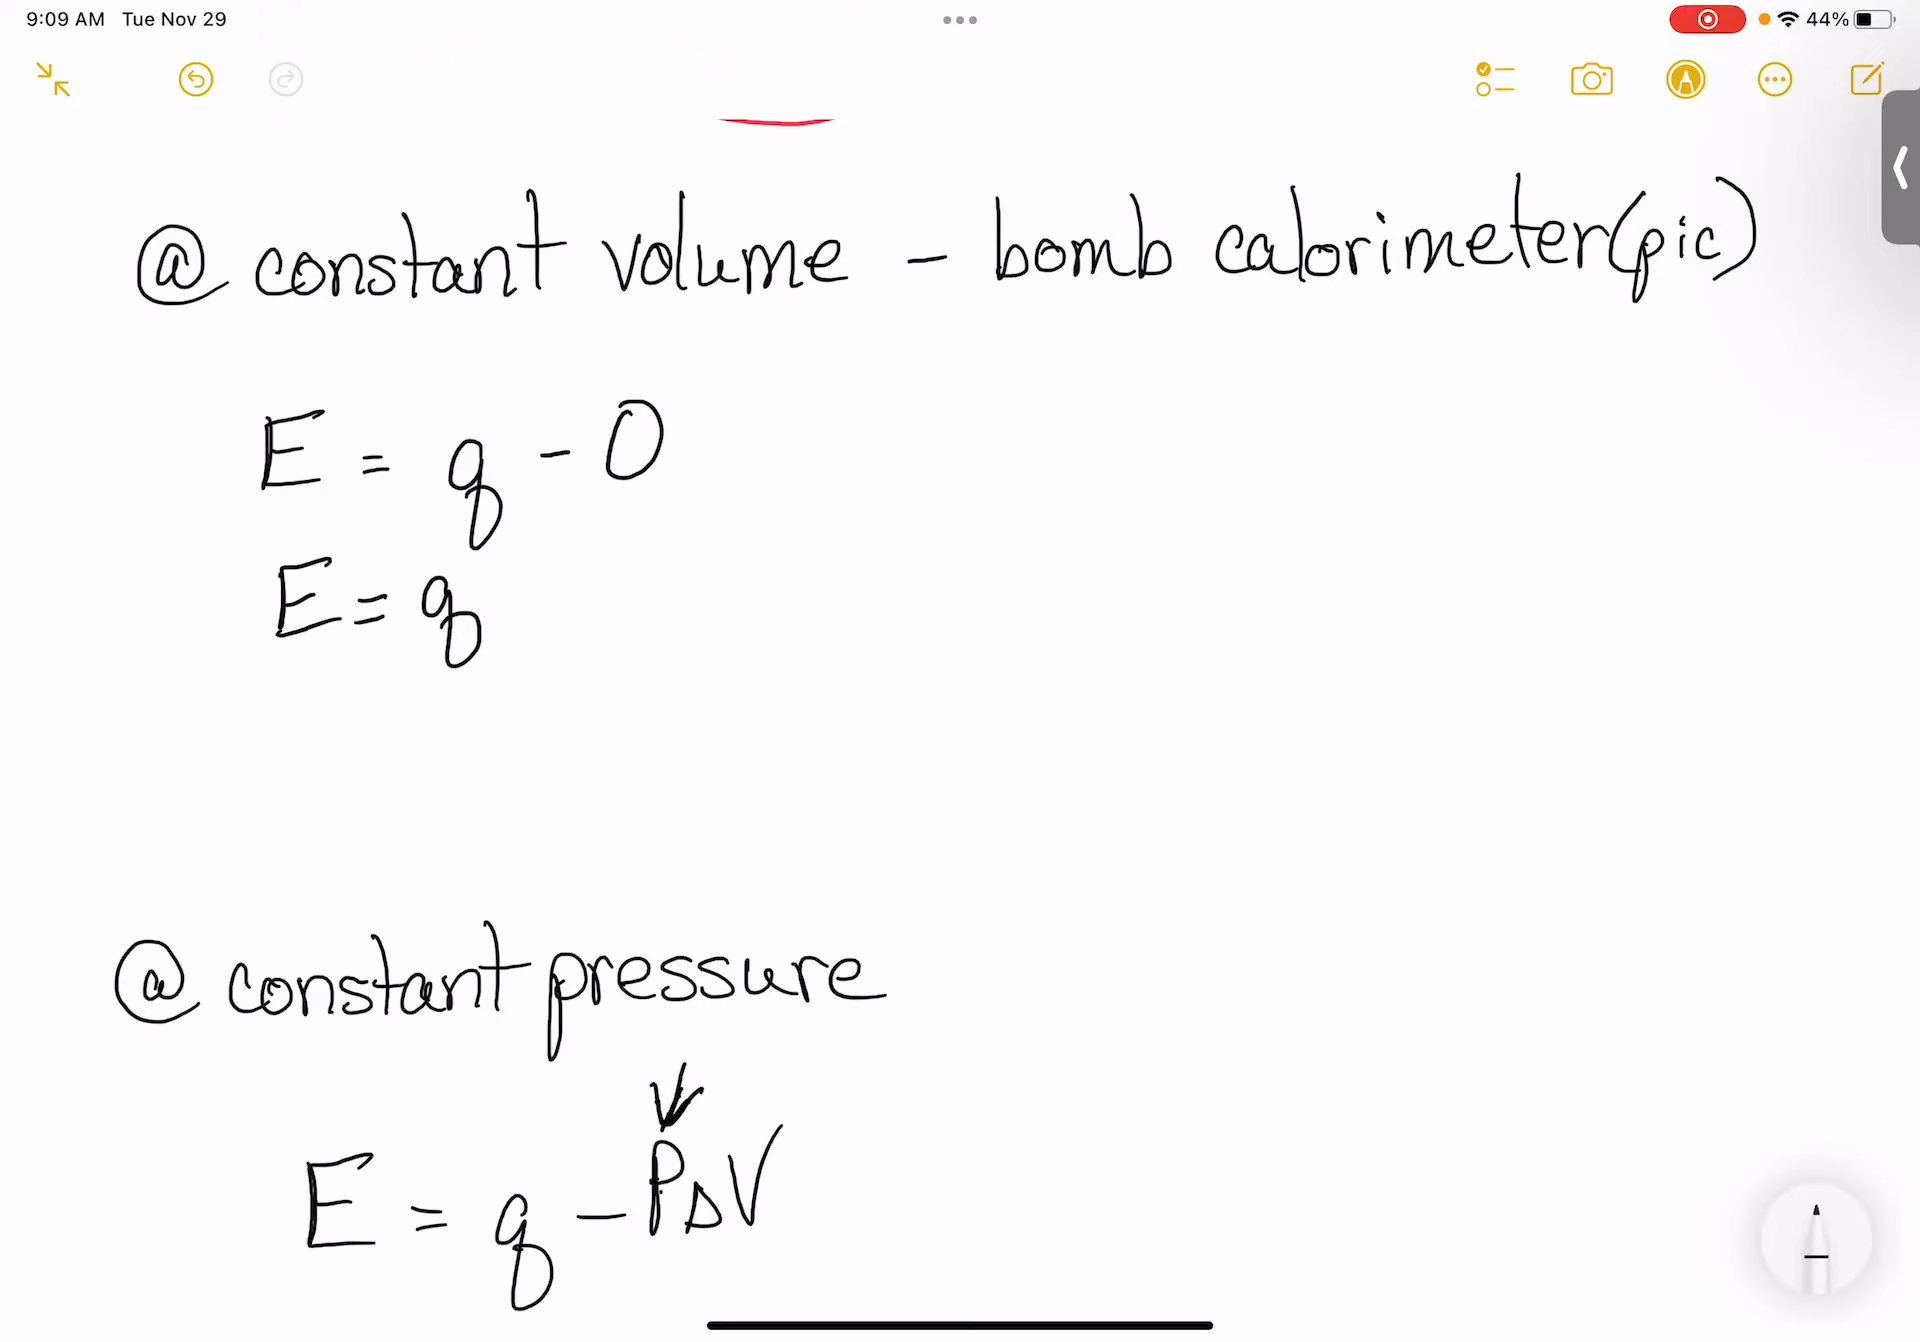 9:09 AM Tue Nov 29
44%
@ constant volume - bomb calorimeter(pic)
E = q - 0
E = q
@ constant pressure
E = q - PΔV